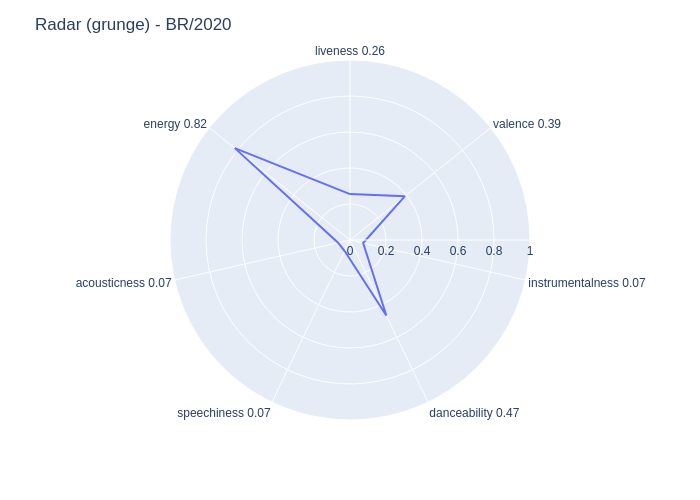 Radar (grunge) - BR/2020
liveness 0.26
energy 0.82
valence 0.39
0 0.2 0.4 0.6 0.8 1
acousticness 0.07
instrumentalness 0.07
speechiness 0.07
danceability 0.47